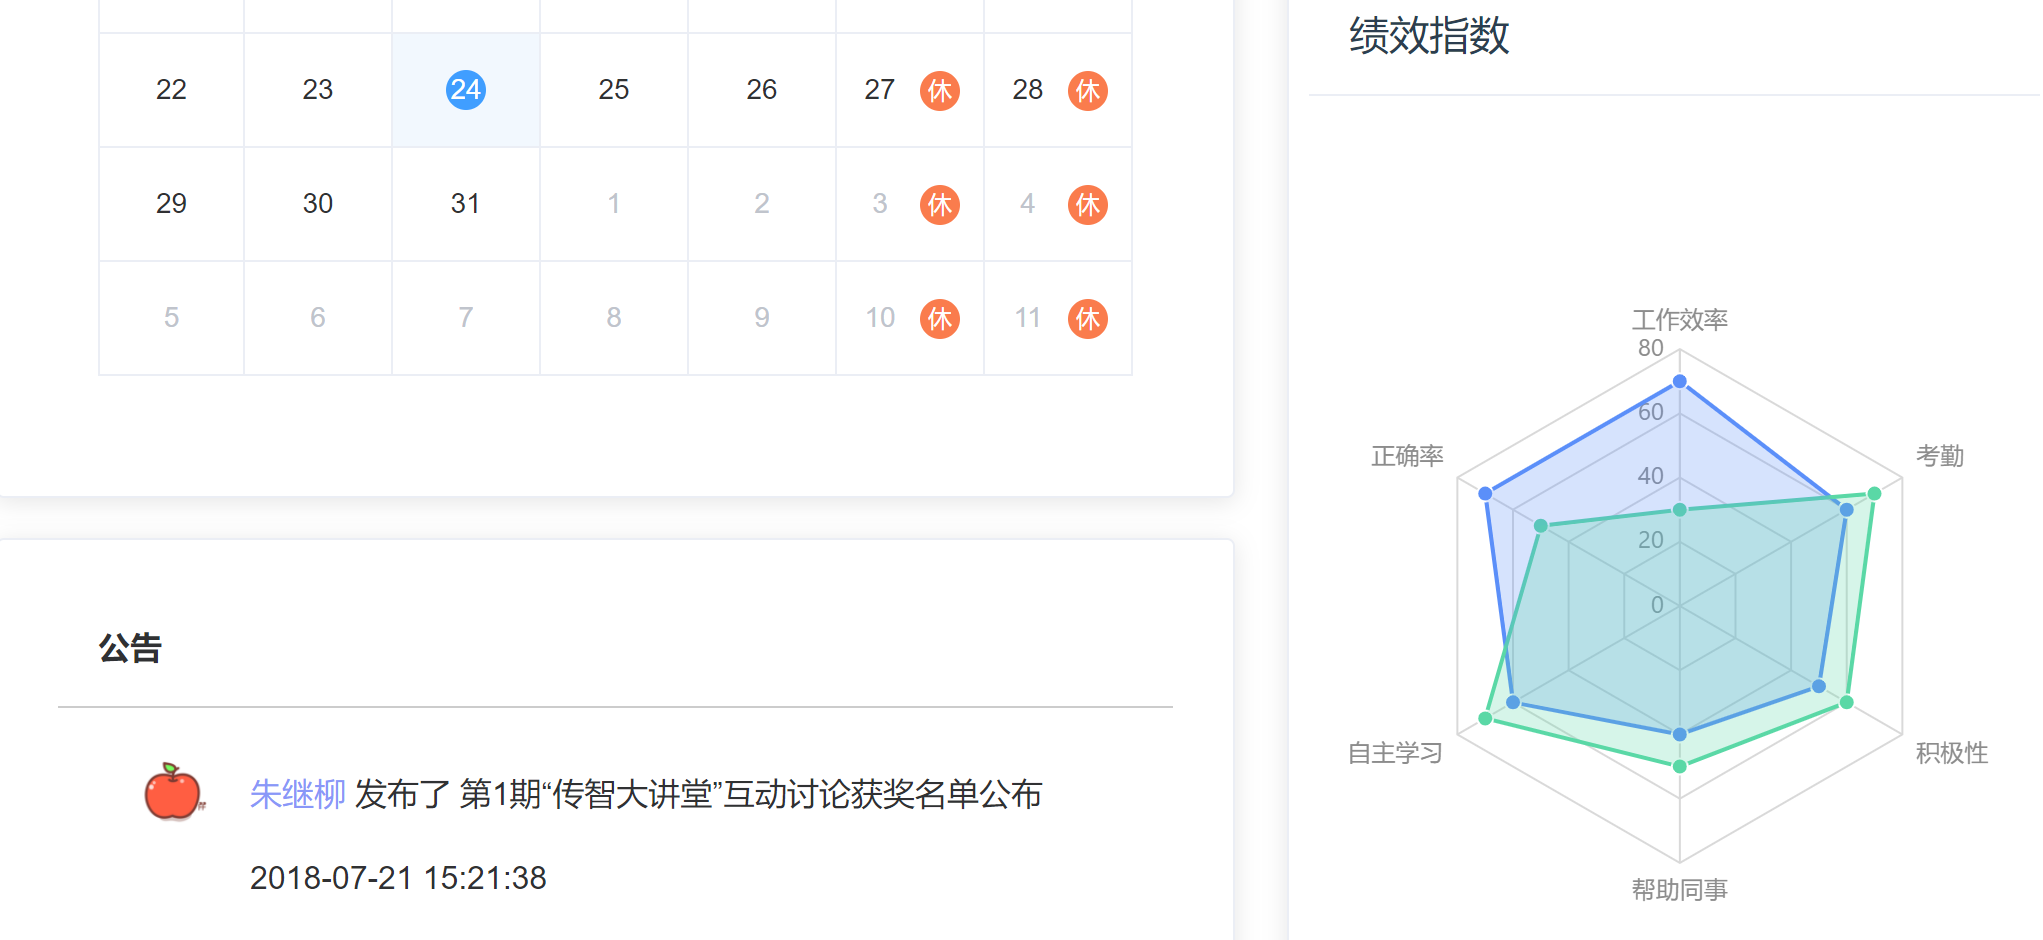 22 23 24 25 26 27 休 28 休
29 30 31 1 2 3 休 4 休
5 6 7 8 9 10 休 11 休
公告
朱继柳 发布了 第1期“传智大讲堂”互动讨论获奖名单公布
2018-07-21 15:21:38
绩效指数
工作效率
80
60
正确率
考勤
40
20
0
自主学习
积极性
帮助同事